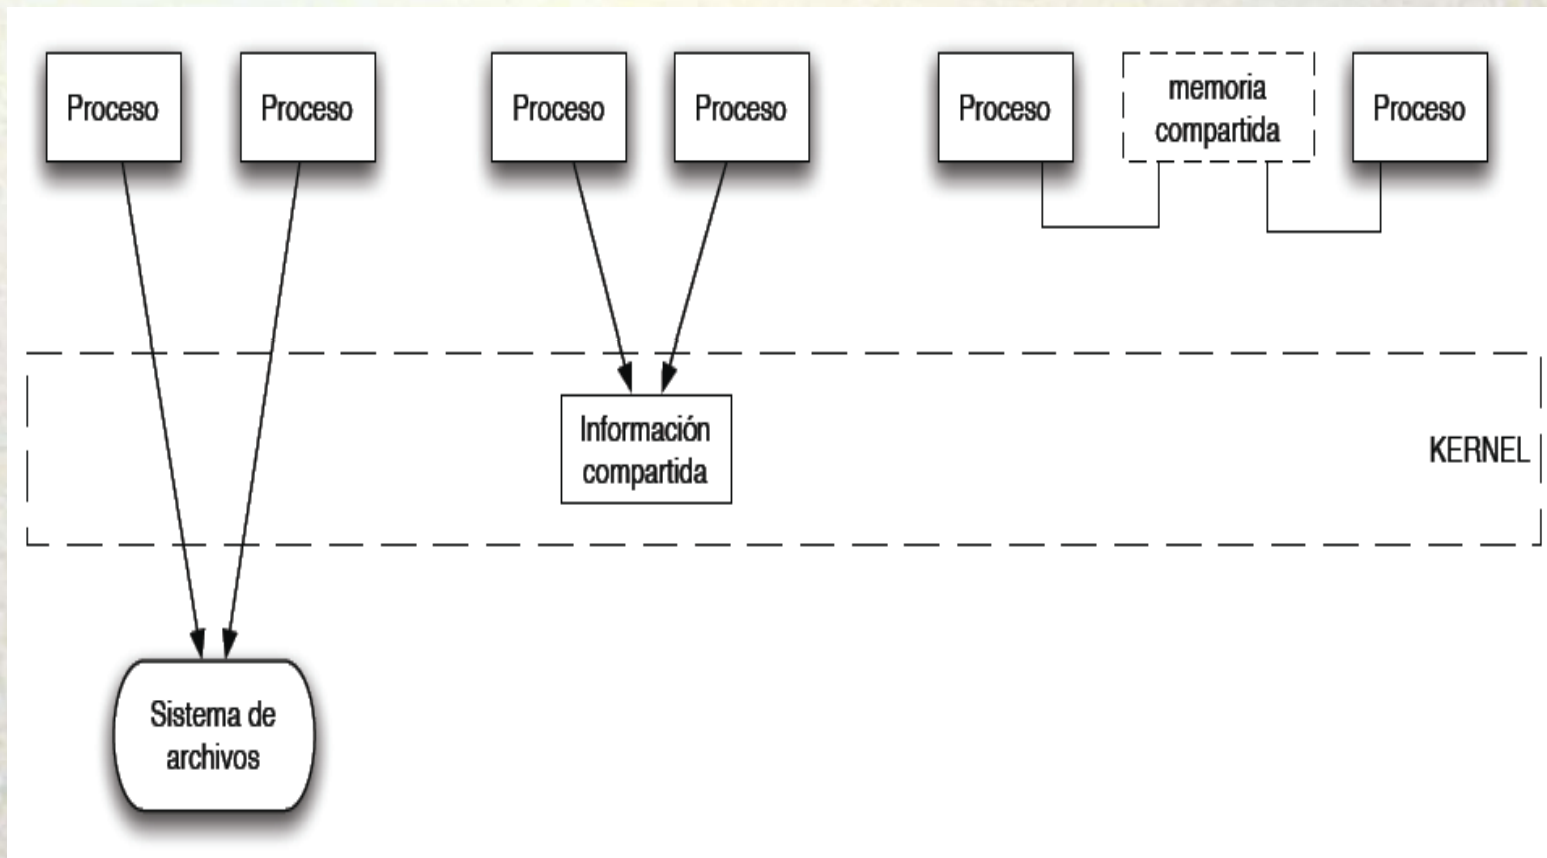 Proceso
Proceso
Proceso
Proceso
Proceso
memoria
compartida
Proceso
Información
compartida
KERNEL
Sistema de
archivos